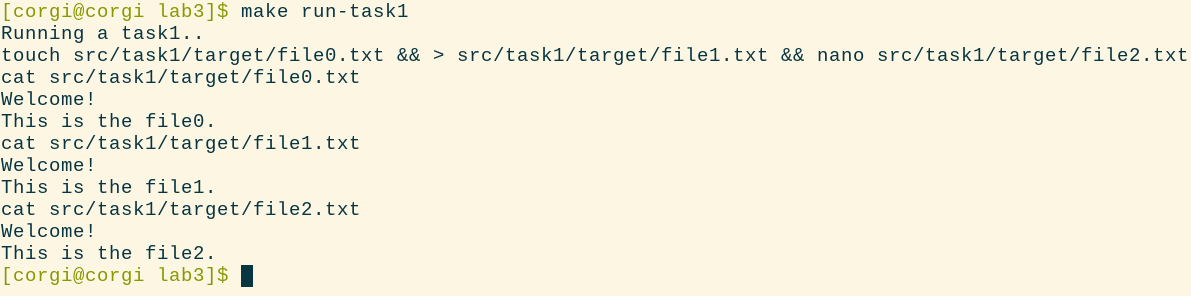 [corgi@corgi lab3]$ make run-task1
Running a task1..
touch src/task1/target/file0.txt && > src/task1/target/file1.txt && nano src/task1/target/file2.txt
cat src/task1/target/file0.txt
Welcome!
This is the file0.
cat src/task1/target/file1.txt
Welcome!
This is the file1.
cat src/task1/target/file2.txt
Welcome!
This is the file2.
[corgi@corgi lab3]$